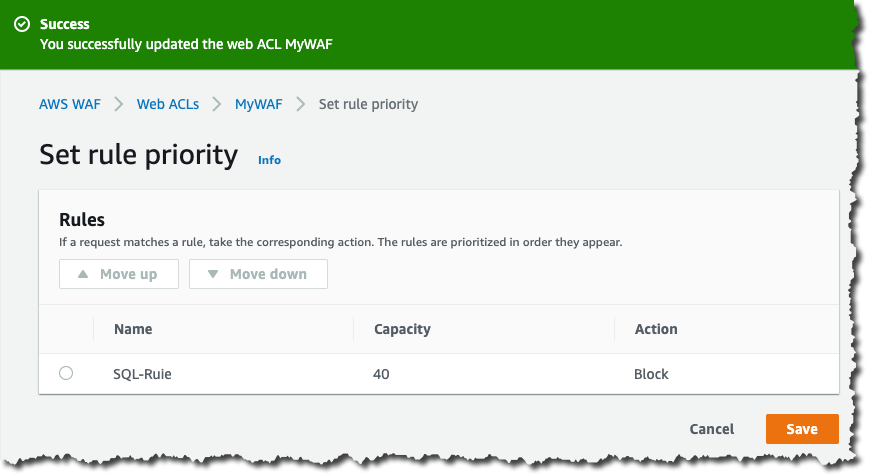 Success
You successfully updated the web ACL MyWAF
AWS WAF > Web ACLs > MyWAF > Set rule priority
Set rule priority Info
Rules
If a request matches a rule, take the corresponding action. The rules are prioritized in order they appear.
▲ Move up ▼ Move down
Name Capacity Action
SQL-Ruie 40 Block
Cancel Save